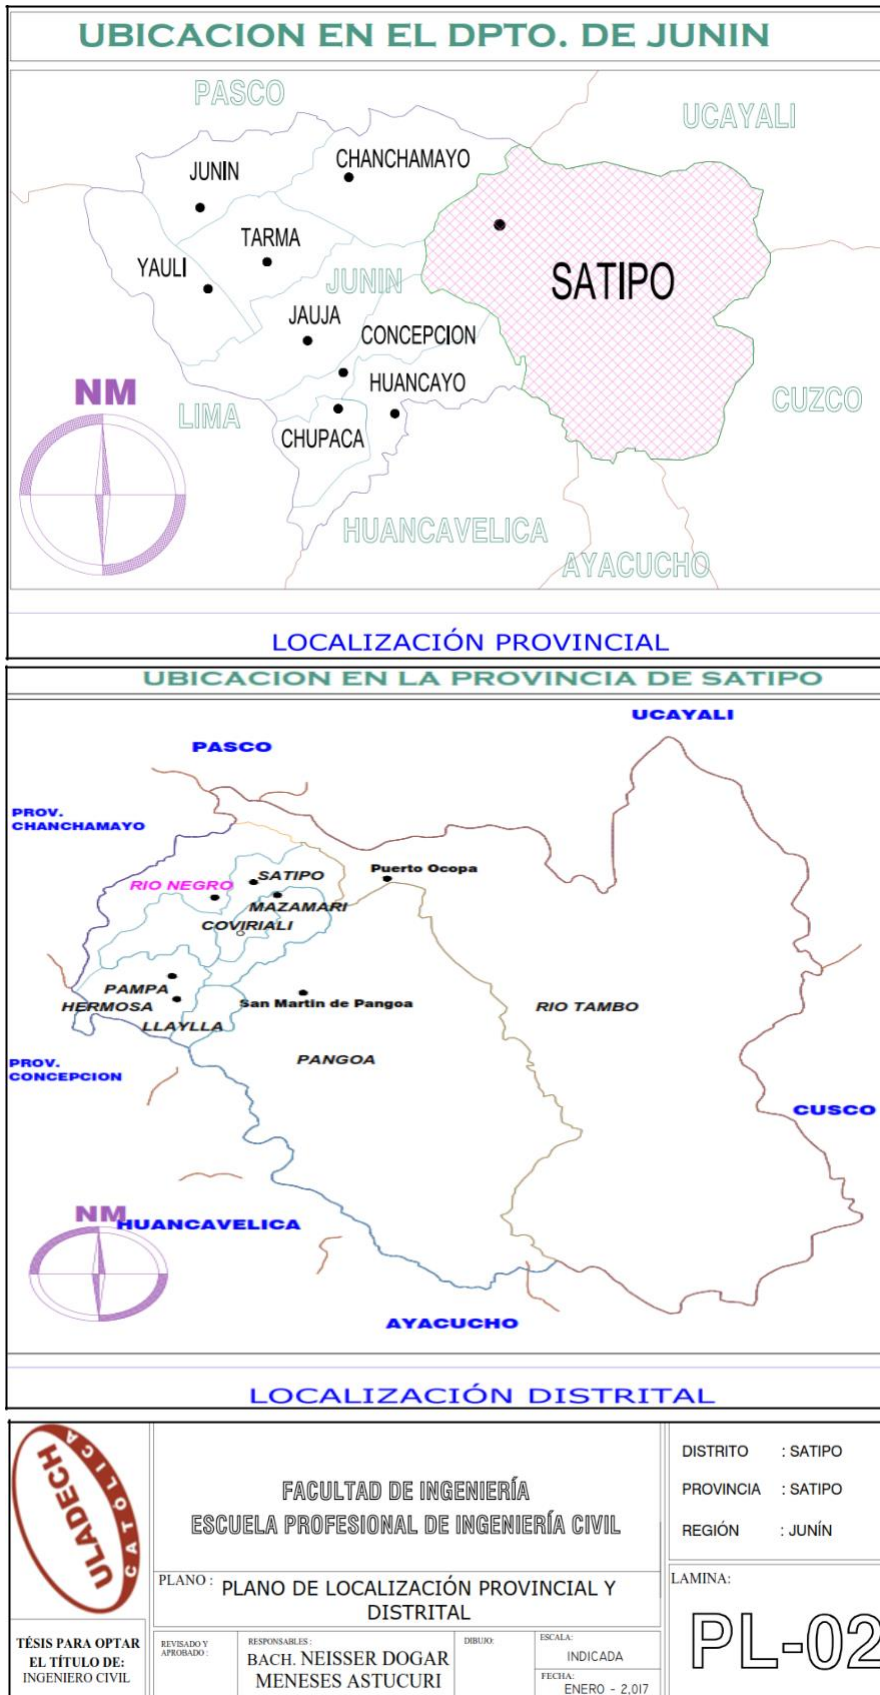 UBICACION EN EL DPTO. DE JUNIN
PASCO
UCAYALI
CHANCHAMAYO
JUNIN
TARMA
YAULI
JUNIN
SATIPO
JAUJA
CONCEPCION
HUANCAYO
NM
LIMA
CUZCO
CHUPACA
HUANCAVELICA
AYACUCHO
LOCALIZACIÓN PROVINCIAL
UBICACION EN LA PROVINCIA DE SATIPO
UCAYALI
PASCO
PROV.
CHANCHAMAYO
Puerto Ocopa
SATIPO
RIO NEGRO
MAZAMARI
COVIRIALI
PAMPA
HERMOSA
San Martin de Pangoa
RIO TAMBO
LLAYLLA
PANGOA
PROV.
CONCEPCION
CUSCO
NM
HUANCAVELICA
AYACUCHO
LOCALIZACIÓN DISTRITAL
ULADECH
CATÓLICA
TÉSIS PARA OPTAR
EL TÍTULO DE:
INGENIERO CIVIL
FACULTAD DE INGENIERÍA
ESCUELA PROFESIONAL DE INGENIERÍA CIVIL
PLANO : PLANO DE LOCALIZACIÓN PROVINCIAL Y
DISTRITAL
REVISADO Y
APROBADO :
RESPONSABLES :
BACH. NEISSER DOGAR
MENESES ASTUCURI
DIBUJO:
ESCALA:
INDICADA
FECHA:
ENERO - 2,017
DISTRITO : SATIPO
PROVINCIA : SATIPO
REGIÓN : JUNÍN
LAMINA:
PL-02